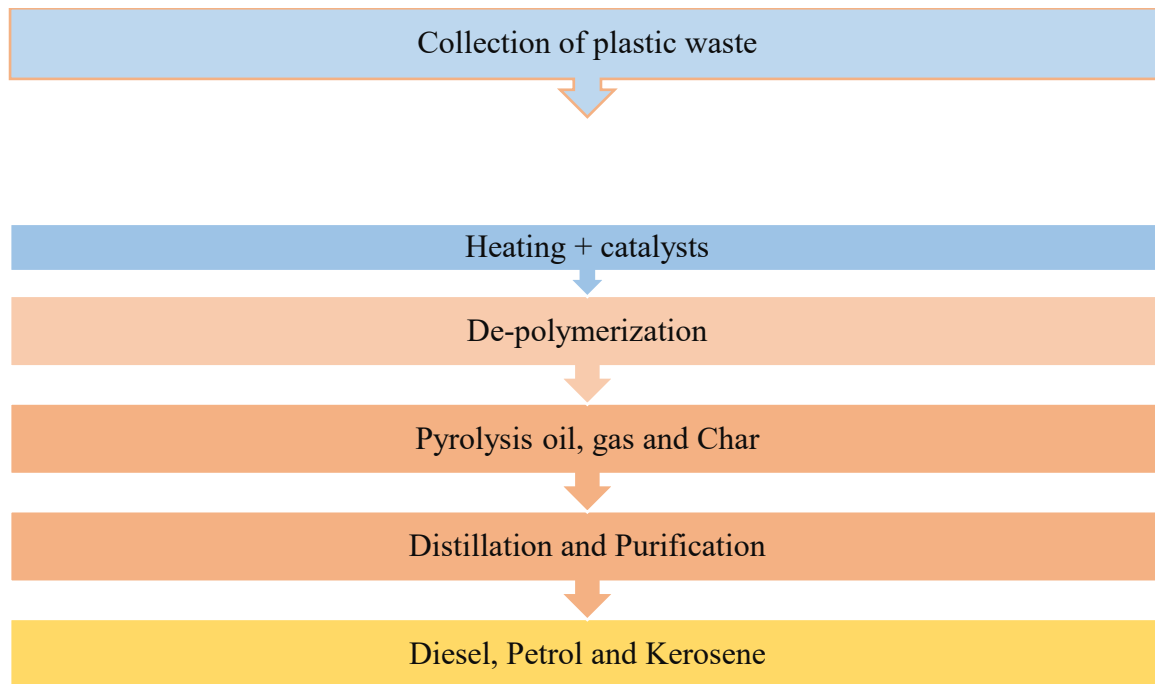 Collection of plastic waste
Heating + catalysts
De-polymerization
Pyrolysis oil, gas and Char
Distillation and Purification
Diesel, Petrol and Kerosene